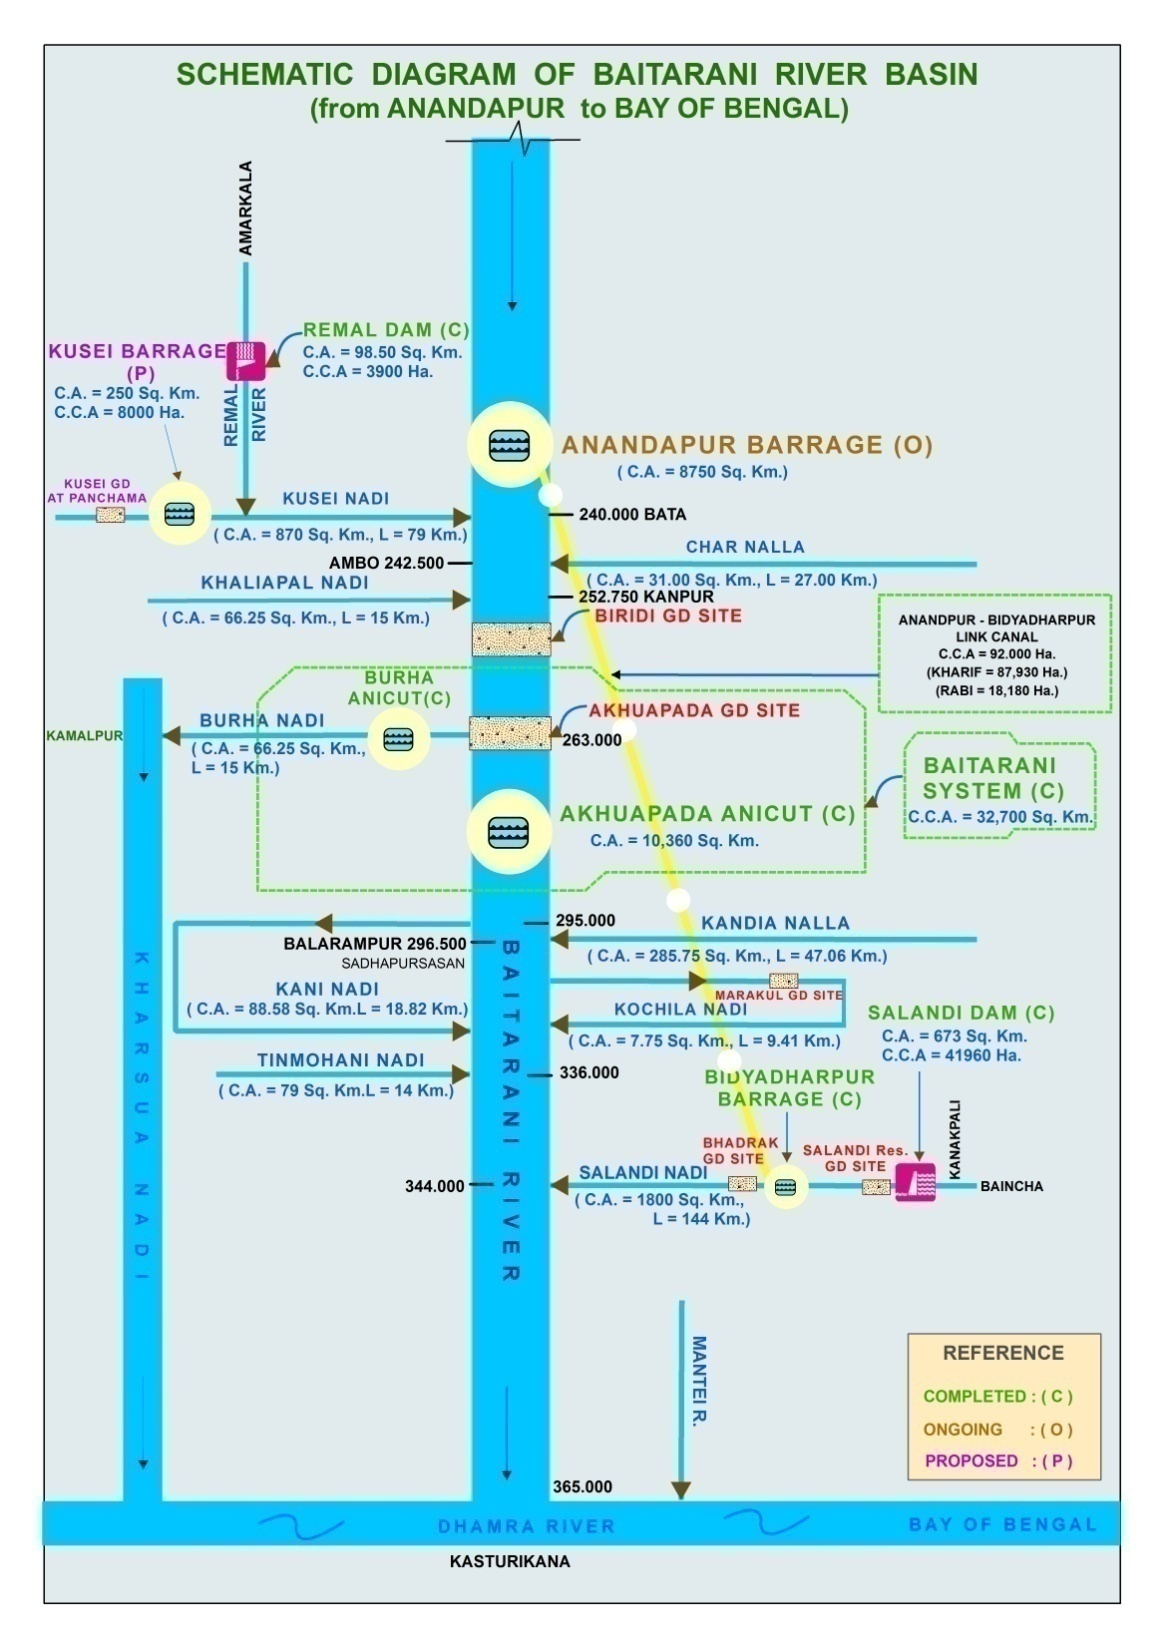 SCHEMATIC DIAGRAM OF BAITARANI RIVER BASIN
(from ANANDAPUR to BAY OF BENGAL)
AMARKALA
REMAL DAM (C)
C.A. = 98.50 Sq. Km.
C.C.A = 3900 Ha.
KUSEI BARRAGE
(P)
C.A. = 250 Sq. Km.
C.C.A = 8000 Ha.
REMAL
RIVER
ANANDAPUR BARRAGE (O)
( C.A. = 8750 Sq. Km.)
KUSEI GD
AT PANCHAMA
KUSEI NADI
( C.A. = 870 Sq. Km., L = 79 Km.)
240.000 BATA
AMBO 242.500
CHAR NALLA
( C.A. = 31.00 Sq. Km., L = 27.00 Km.)
KHALIAPAL NADI
( C.A. = 66.25 Sq. Km., L = 15 Km.)
252.750 KANPUR
BIRIDI GD SITE
ANANDPUR - BIDYADHARPUR
LINK CANAL
C.C.A = 92.000 Ha.
(KHARIF = 87,930 Ha.)
(RABI = 18,180 Ha.)
BURHA
ANICUT(C)
BURHA NADI
( C.A. = 66.25 Sq. Km.,
L = 15 Km.)
KAMALPUR
AKHUAPADA GD SITE
263.000
BAITARANI
SYSTEM (C)
C.C.A. = 32,700 Sq. Km.
AKHUAPADA ANICUT (C)
C.A. = 10,360 Sq. Km.
295.000
KANDIA NALLA
( C.A. = 285.75 Sq. Km., L = 47.06 Km.)
BALARAMPUR 296.500
SADHAPURSASAN
KANI NADI
( C.A. = 88.58 Sq. Km.L = 18.82 Km.)
MARAKUL GD SITE
KOCHILA NADI
( C.A. = 7.75 Sq. Km., L = 9.41 Km.)
SALANDI DAM (C)
C.A. = 673 Sq. Km.
C.C.A = 41960 Ha.
TINMOHANI NADI
( C.A. = 79 Sq. Km.L = 14 Km.)
336.000
BIDYADHARPUR
BARRAGE (C)
BHADRAK
GD SITE
SALANDI Res.
GD SITE
KANAKPALI
BAINCHA
SALANDI NADI
( C.A. = 1800 Sq. Km.,
L = 144 Km.)
344.000
KHARSUA NADI
BAITARANI RIVER
MANTEI R.
REFERENCE
COMPLETED : ( C )
ONGOING : ( O )
PROPOSED : ( P )
365.000
DHAMRA RIVER
BAY OF BENGAL
KASTURIKANA